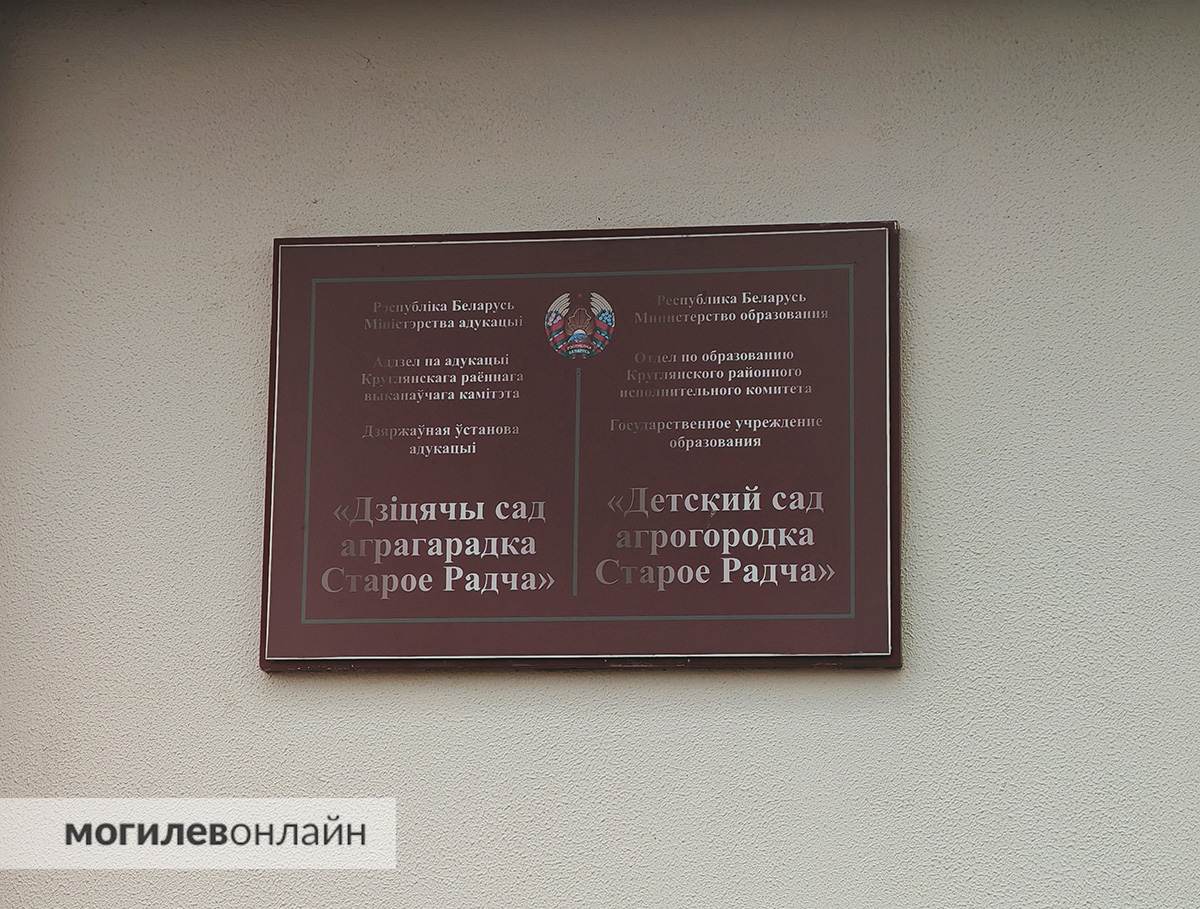 Рэспубліка Беларусь
Міністэрства адукацыі
Аддзел па адукацыі
Круглянскага раённага
выканаўчага камітэта
Дзяржаўная ўстанова
адукацыі
«Дзіцячы сад
аграгарадка
Старое Радча»
Республика Беларусь
Министерство образования
Отдел по образованию
Круглянского районного
исполнительного комитета
Государственное учреждение
образования
«Детский сад
агрогородка
Старое Радча»
могилевонлайн